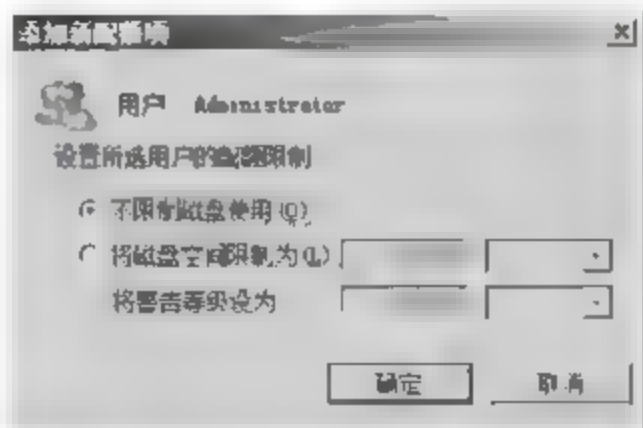 添加新配额项
用户 Administrator
设置所选用户的配额限制
不限制磁盘使用(Q)
将磁盘空间限制为(L)
将警告等级设为
确定
取消